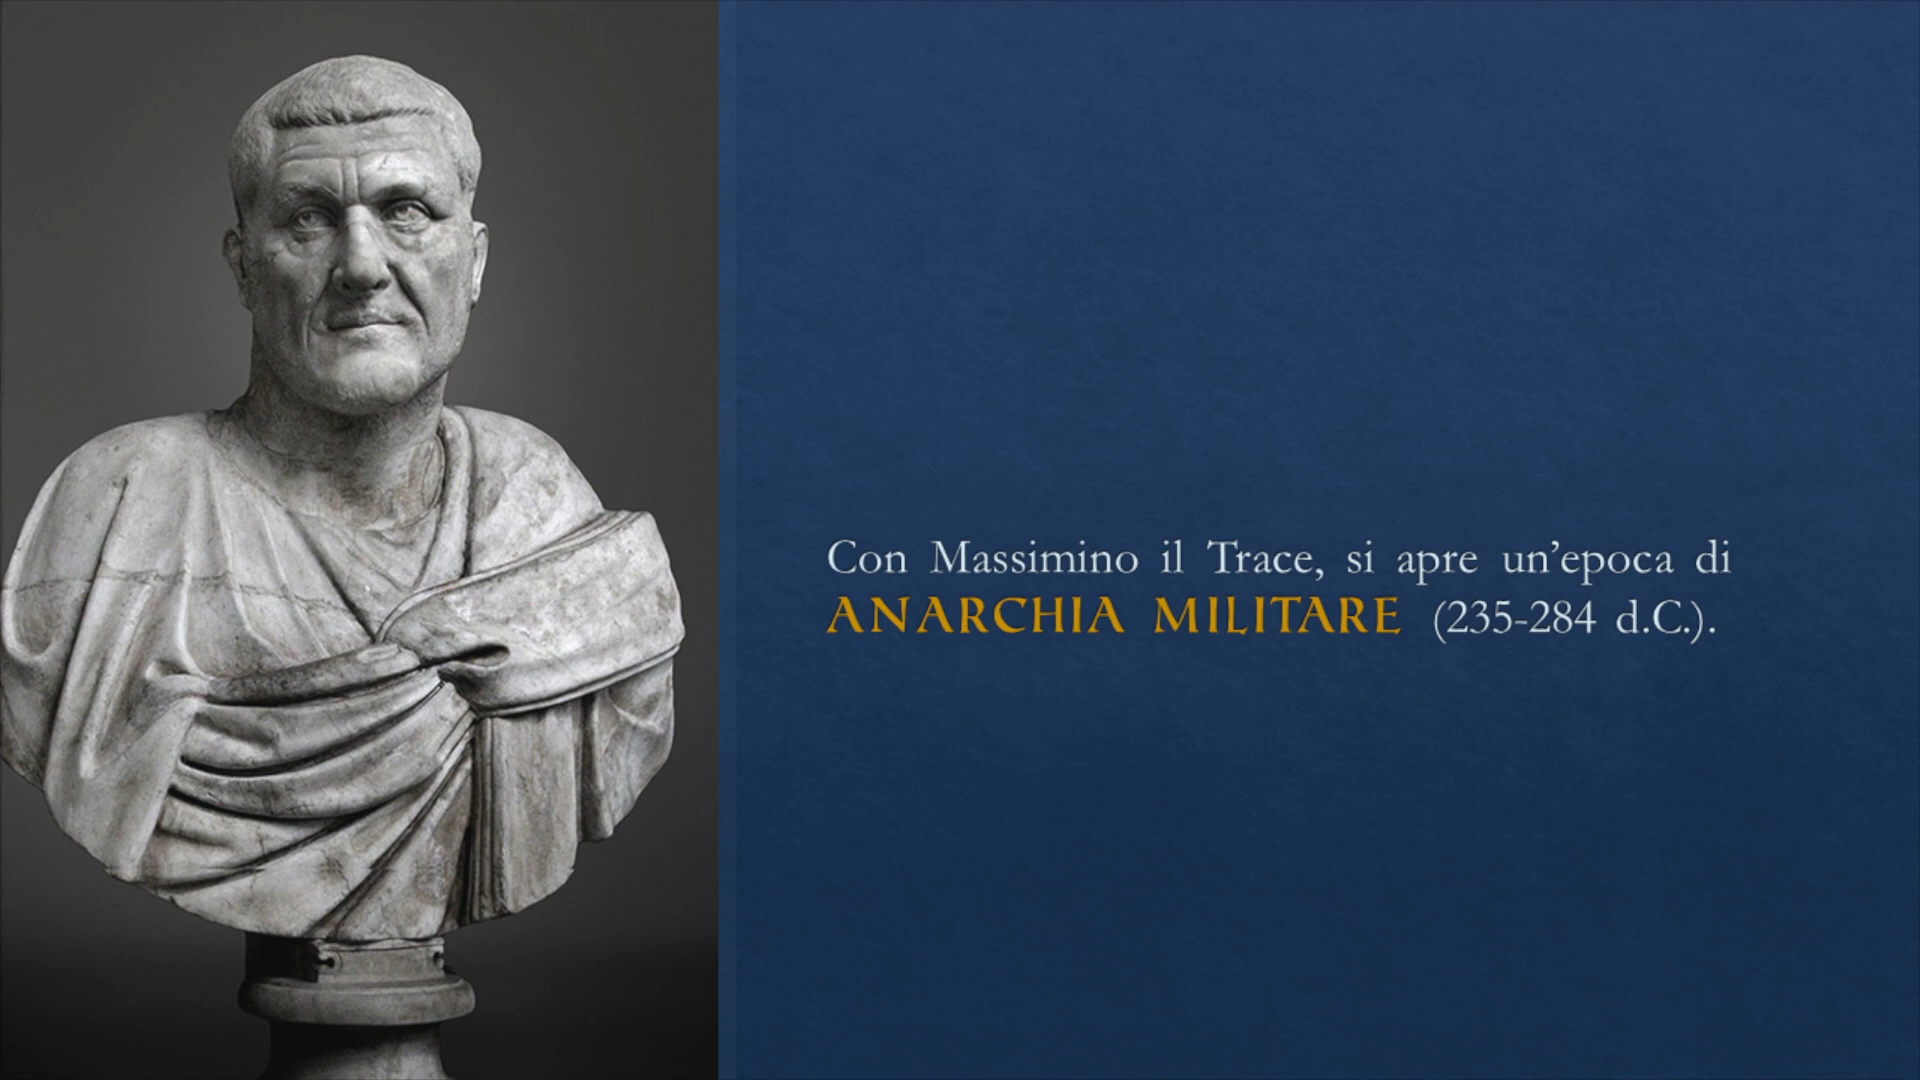 Con Massimino il Trace, si apre un’epoca di
ANARCHIA MILITARE (235-284 d.C.).